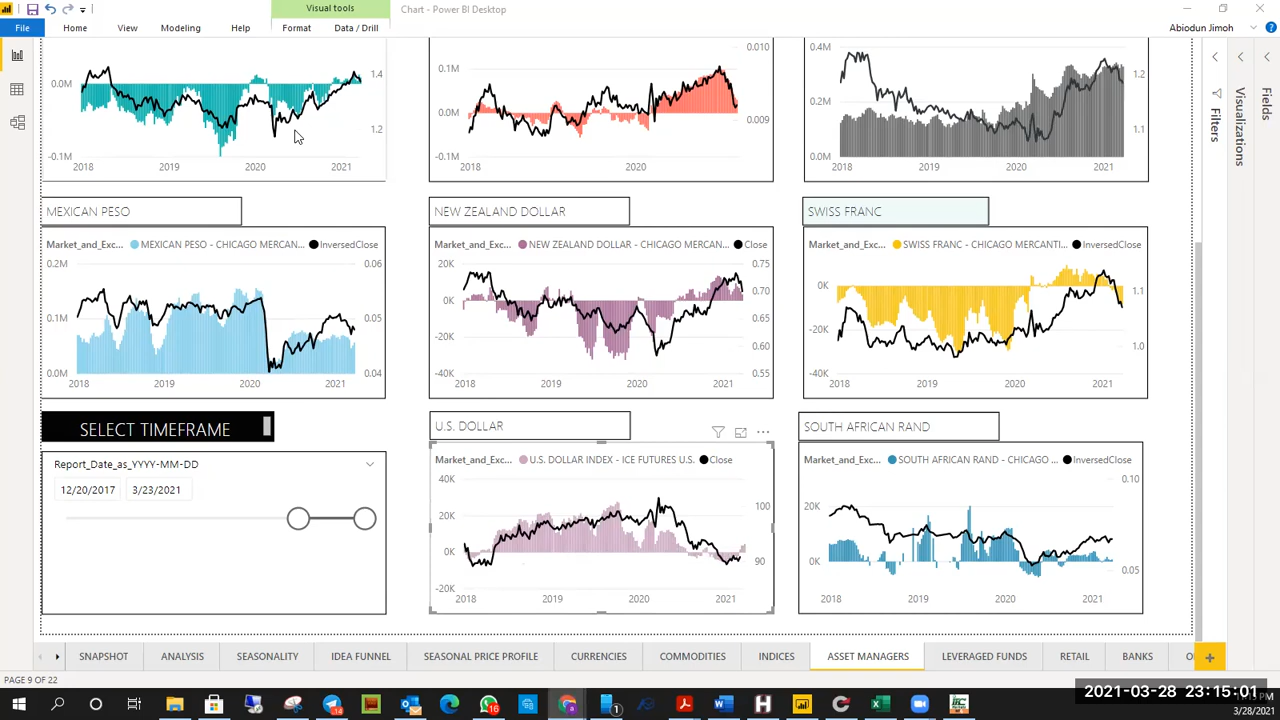 Visual tools
Chart - Power BI Desktop
File
Home
View
Modeling
Help
Format
Data / Drill
Abiodun Jimoh
0.0M
-0.1M
1.4
1.2
2018
2019
2020
2021
0.1M
0.0M
-0.1M
0.010
0.009
2018
2020
0.4M
0.2M
0.0M
1.2
1.1
2018
2019
2020
2021
Filters
Visualizations
Fields
MEXICAN PESO
Market_and_Exc...
MEXICAN PESO - CHICAGO MERCAN...
InversedClose
0.2M
0.1M
0.0M
0.06
0.05
0.04
2018
2019
2020
2021
NEW ZEALAND DOLLAR
Market_and_Exc...
NEW ZEALAND DOLLAR - CHICAGO MERCAN...
Close
20K
0K
-20K
-40K
0.75
0.70
0.65
0.60
0.55
2018
2019
2020
2021
SWISS FRANC
Market_and_Exc...
SWISS FRANC - CHICAGO MERCANTI...
InversedClose
0K
-20K
-40K
1.1
1.0
2018
2019
2020
2021
SELECT TIMEFRAME
Report_Date_as_YYYY-MM-DD
12/20/2017
3/23/2021
U.S. DOLLAR
Market_and_Exc...
U.S. DOLLAR INDEX - ICE FUTURES U.S.
Close
40K
20K
0K
-20K
100
90
2018
2019
2020
2021
SOUTH AFRICAN RAND
Market_and_Exc...
SOUTH AFRICAN RAND - CHICAGO ...
InversedClose
20K
0K
0.10
0.05
2018
2019
2020
2021
SNAPSHOT
ANALYSIS
SEASONALITY
IDEA FUNNEL
SEASONAL PRICE PROFILE
CURRENCIES
COMMODITIES
INDICES
ASSET MANAGERS
LEVERAGED FUNDS
RETAIL
BANKS
PAGE 9 OF 22
2021-03-28 23:15:01
3/28/2021